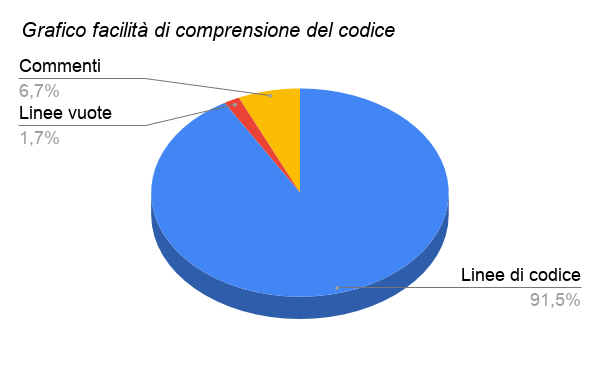 Grafico facilità di comprensione del codice
Commenti
6,7%
Linee vuote
1,7%
Linee di codice
91,5%